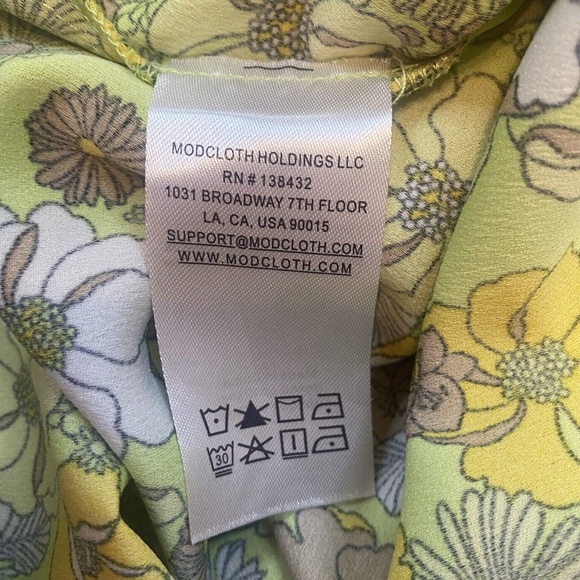 MODCLOTH HOLDINGS LLC
RN # 138432
1031 BROADWAY 7TH FLOOR
LA, CA, USA 90015
SUPPORT@MODCLOTH.COM
WWW.MODCLOTH.COM
30